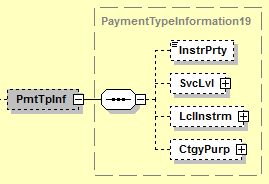 PaymentTypeInformation19
InstrPrty
SvcLvl
PmtTpInf
LclInstrm
CtgyPurp